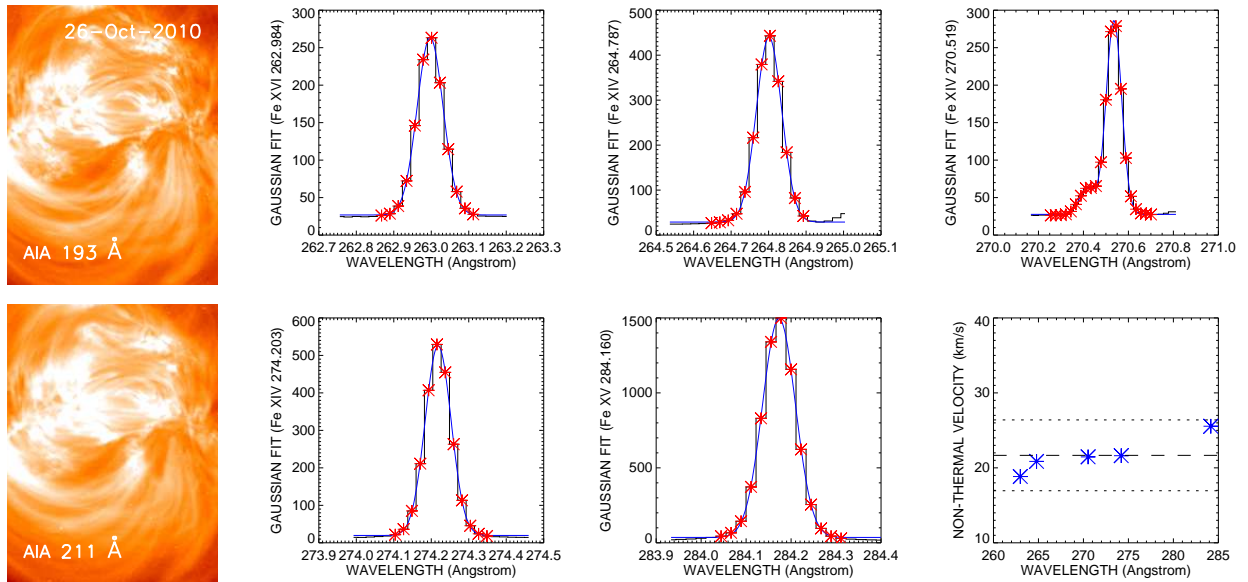 26-Oct-2010
AIA 193 Å
GAUSSIAN FIT (Fe XVI 262.984)
300
250
200
150
100
50
0
262.7 262.8 262.9 263.0 263.1 263.2 263.3
WAVELENGTH (Angstrom)
GAUSSIAN FIT (Fe XIV 264.787)
500
400
300
200
100
0
264.5 264.6 264.7 264.8 264.9 265.0 265.1
WAVELENGTH (Angstrom)
GAUSSIAN FIT (Fe XIV 270.519)
300
250
200
150
100
50
0
270.0 270.2 270.4 270.6 270.8 271.0
WAVELENGTH (Angstrom)
AIA 211 Å
GAUSSIAN FIT (Fe XIV 274.203)
600
500
400
300
200
100
0
273.9 274.0 274.1 274.2 274.3 274.4 274.5
WAVELENGTH (Angstrom)
GAUSSIAN FIT (Fe XV 284.160)
1500
1000
500
0
283.9 284.0 284.1 284.2 284.3 284.4
WAVELENGTH (Angstrom)
NON-THERMAL VELOCITY (km/s)
40
30
20
10
260 265 270 275 280 285
WAVELENGTH (Angstrom)